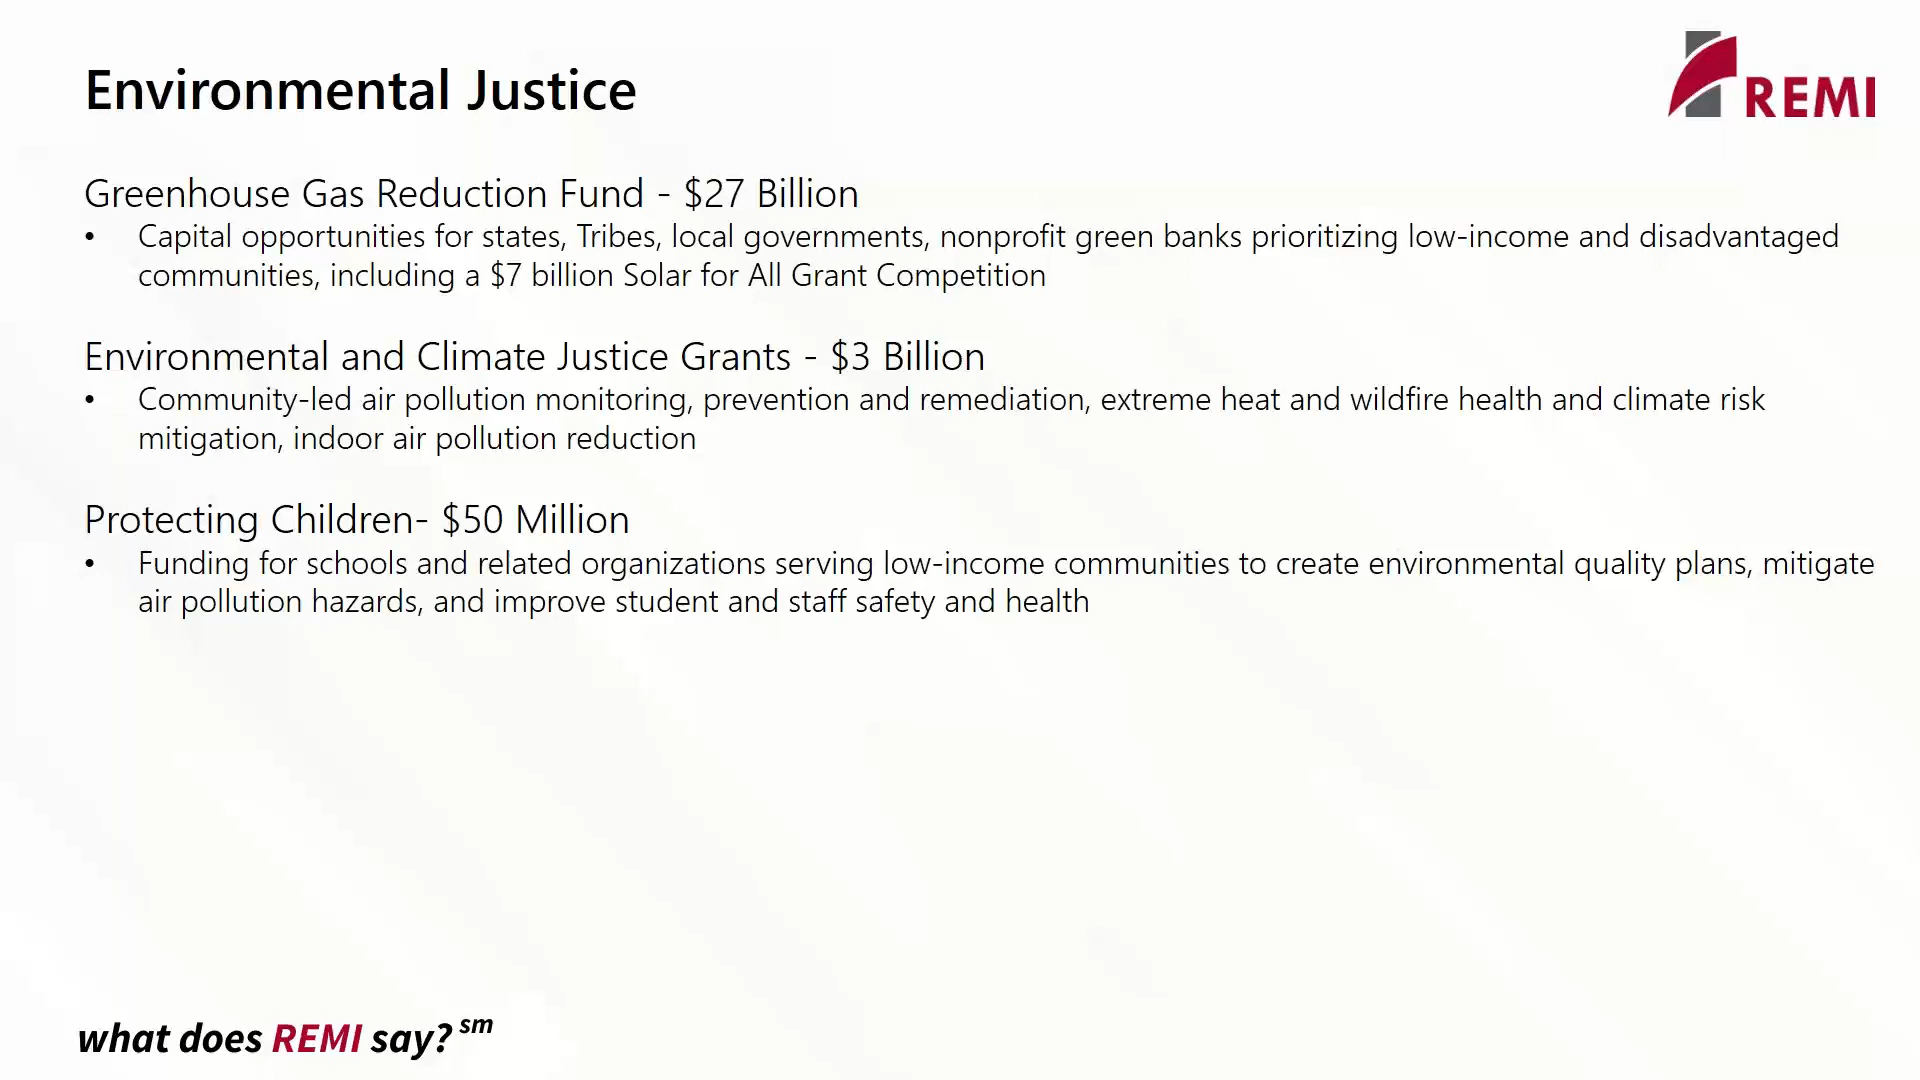 Environmental Justice
REMI
Greenhouse Gas Reduction Fund - $27 Billion
• Capital opportunities for states, Tribes, local governments, nonprofit green banks prioritizing low-income and disadvantaged
communities, including a $7 billion Solar for All Grant Competition
Environmental and Climate Justice Grants - $3 Billion
• Community-led air pollution monitoring, prevention and remediation, extreme heat and wildfire health and climate risk
mitigation, indoor air pollution reduction
Protecting Children- $50 Million
• Funding for schools and related organizations serving low-income communities to create environmental quality plans, mitigate
air pollution hazards, and improve student and staff safety and health
what does REMI say? sm